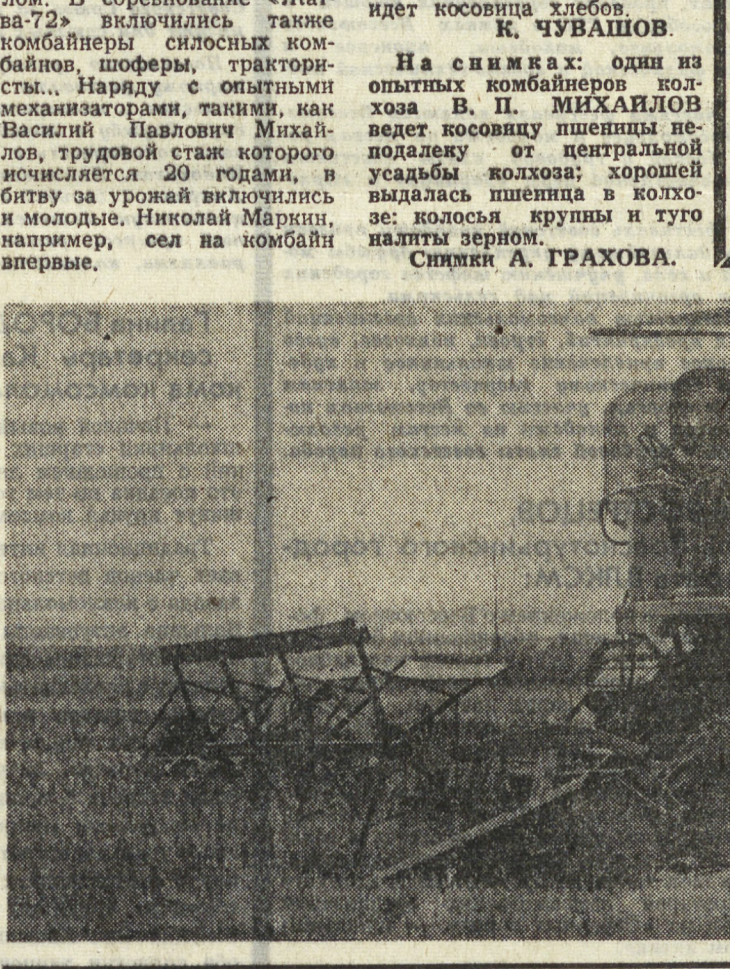 лом. В соревнование «Жат-
ва-72» включились также
комбайнеры силосных ком-
байнов, шоферы, трактори-
сты... Наряду с опытными
механизаторами, такими, как
Василий Павлович Михай-
лов, трудовой стаж которого
исчисляется 20 годами, в
битву за урожай включились
и молодые. Николай Маркин,
например, сел на комбайн
впервые.
идет косовица хлебов.
К. ЧУВАШОВ.
На снимках: один из
опытных комбайнеров кол-
хоза В. П. МИХАЙЛОВ
ведет косовицу пшеницы не-
подалеку от центральной
усадьбы колхоза; хорошей
выдалась пшеница в колхо-
зе: колосья крупны и туго
налиты зерном.
Снимки А. ГРАХОВА.